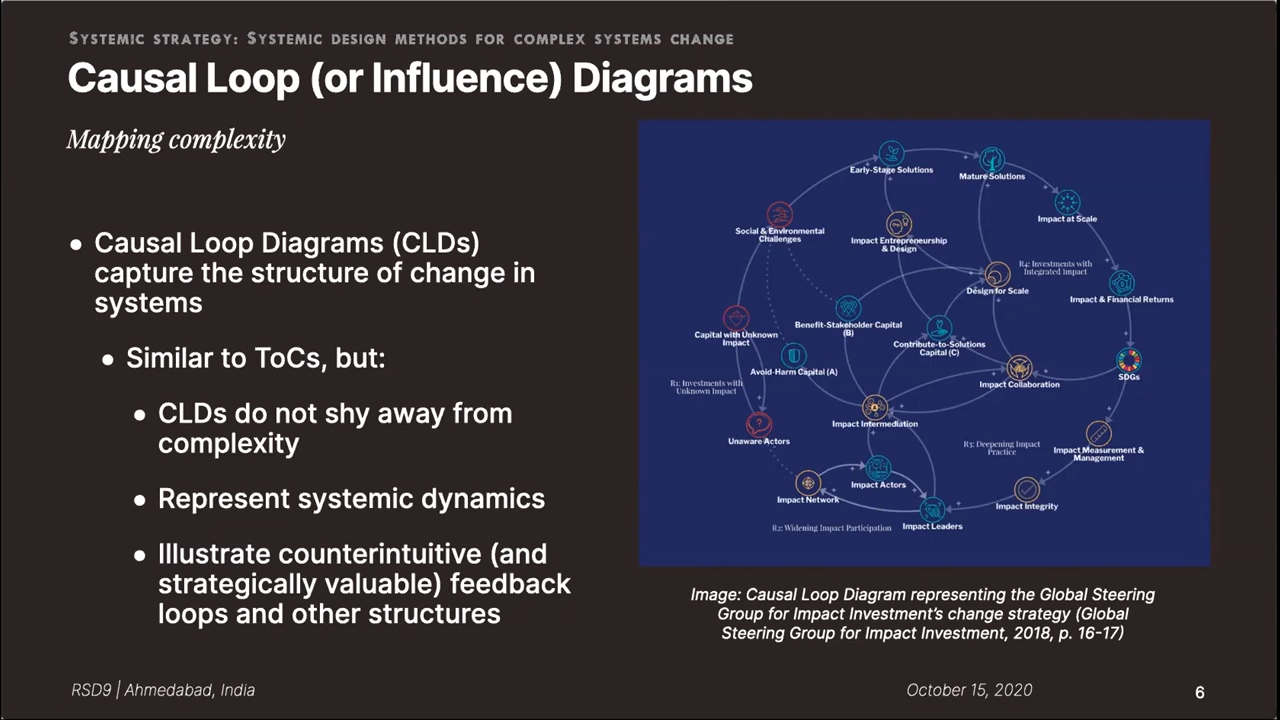 Systemic strategy: Systemic design methods for complex systems change
Causal Loop (or Influence) Diagrams
Mapping complexity
• Causal Loop Diagrams (CLDs)
capture the structure of change in
systems
• Similar to ToCs, but:
• CLDs do not shy away from
complexity
• Represent systemic dynamics
• Illustrate counterintuitive (and
strategically valuable) feedback
loops and other structures
Early-Stage Solutions
Mature Solutions
Impact at Scale
Social & Environmental
Challenges
Impact Entrepreneurship
& Design
R4: Investments with
Integrated Impact
Design for Scale
Impact & Financial Returns
Benefit-Stakeholder Capital
(B)
Capital with Unknown
Impact
Contribute-to-Solutions
Capital (C)
Avoid-Harm Capital (A)
SDGs
Impact Collaboration
R1: Investments with
Unknown Impact
Impact Intermediation
Unaware Actors
R3: Deepening Impact
Practice
Impact Measurement &
Management
Impact Actors
Impact Network
Impact Integrity
R2: Widening Impact Participation
Impact Leaders
Image: Causal Loop Diagram representing the Global Steering
Group for Impact Investment's change strategy (Global
Steering Group for Impact Investment, 2018, p. 16-17)
RSD9 | Ahmedabad, India
October 15, 2020
6